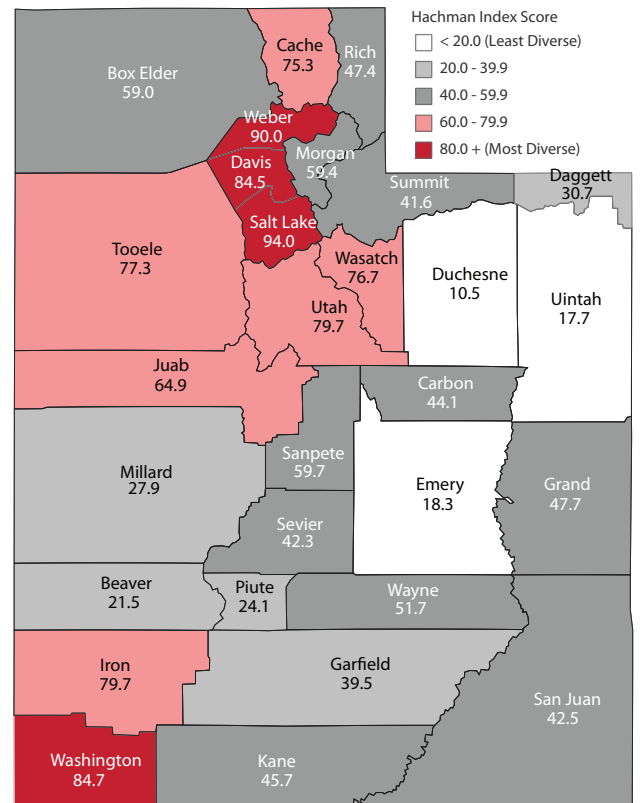 Hachman Index Score
< 20.0 (Least Diverse)
20.0 - 39.9
40.0 - 59.9
60.0 - 79.9
80.0 + (Most Diverse)
Cache
75.3
Rich
47.4
Box Elder
59.0
Weber
90.0
Davis
84.5
Morgan
59.4
Salt Lake
94.0
Summit
41.6
Daggett
30.7
Tooele
77.3
Wasatch
76.7
Duchesne
10.5
Uintah
17.7
Utah
79.7
Juab
64.9
Carbon
44.1
Sanpete
59.7
Millard
27.9
Emery
18.3
Grand
47.7
Sevier
42.3
Beaver
21.5
Piute
24.1
Wayne
51.7
Iron
79.7
Garfield
39.5
San Juan
42.5
Washington
84.7
Kane
45.7